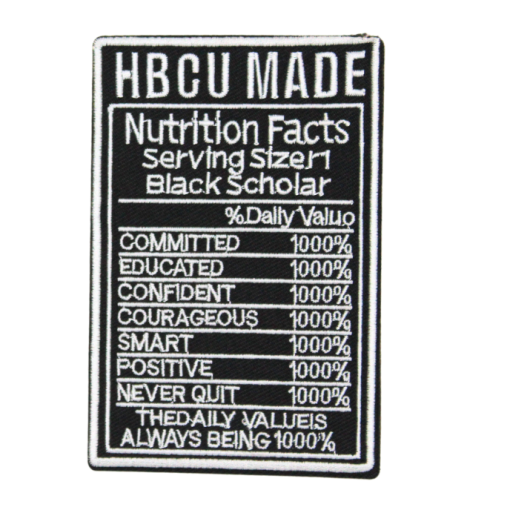 HBCU MADE
Nutrition Facts
Serving Size:1
Black Scholar
%.Daily Value
COMMITTED 1000%
EDUCATED 1000%
CONFIDENT 1000%
COURAGEOUS 1000%
SMART 1000%
POSITIVE 1000%
NEVER QUIT 1000%
THEDAILY VALUEIS
ALWAYS BEING 1000%